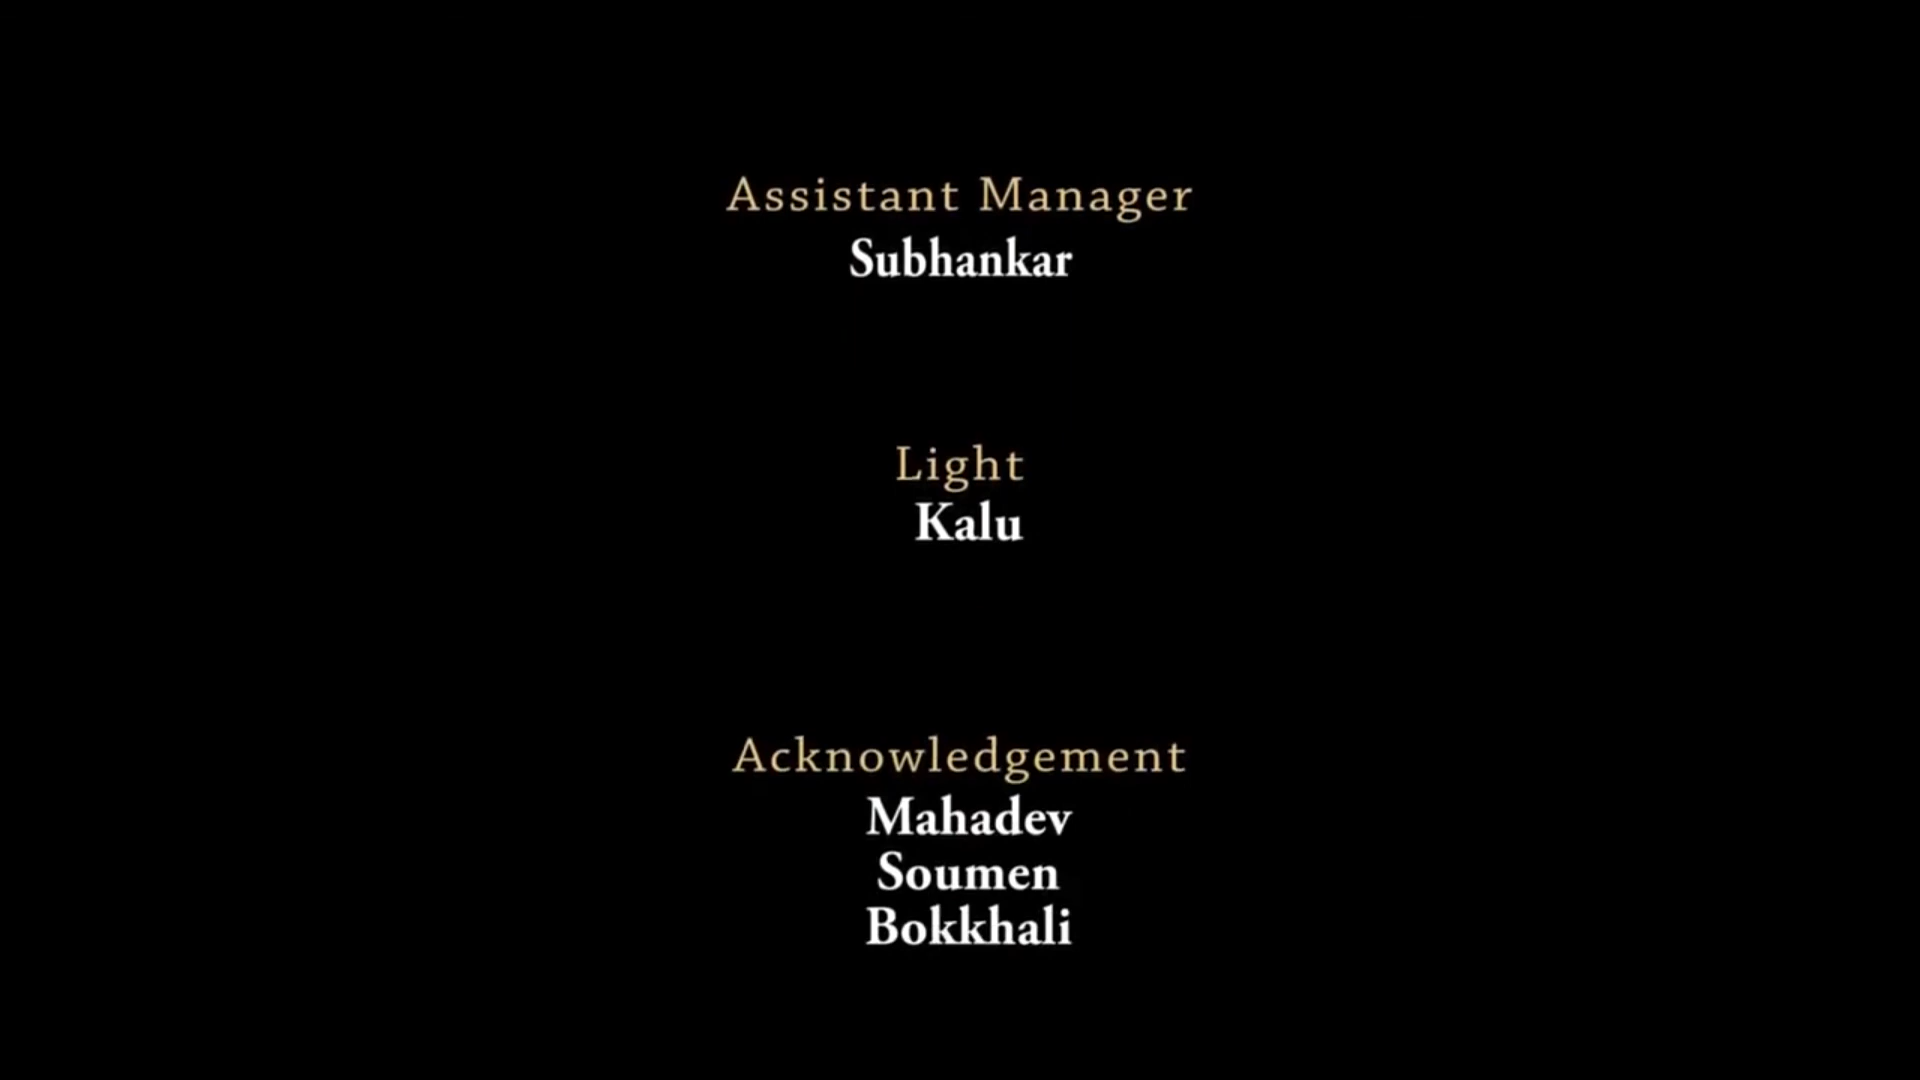 Assistant Manager
Subhankar
Light
Kalu
Acknowledgement
Mahadev
Soumen
Bokkhali